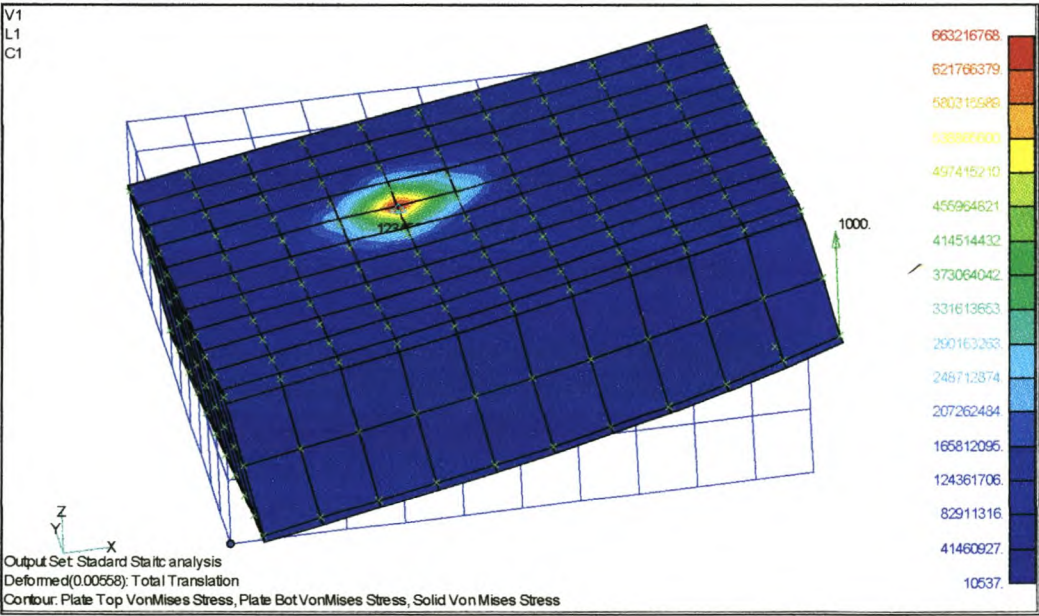 V1
L1
C1
663216768.
621766379.
580315989.
538865600.
497415210.
455964821.
414514432.
373064042.
331613653.
290163263.
248712874.
207262484.
165812095.
124361706.
82911316.
41460927.
10537.
1000.
Z
Y
X
Output Set: Stadard Staitc analysis
Deformed(0.00558): Total Translation
Contour: Plate Top VonMises Stress, Plate Bot VonMises Stress, Solid Von Mises Stress